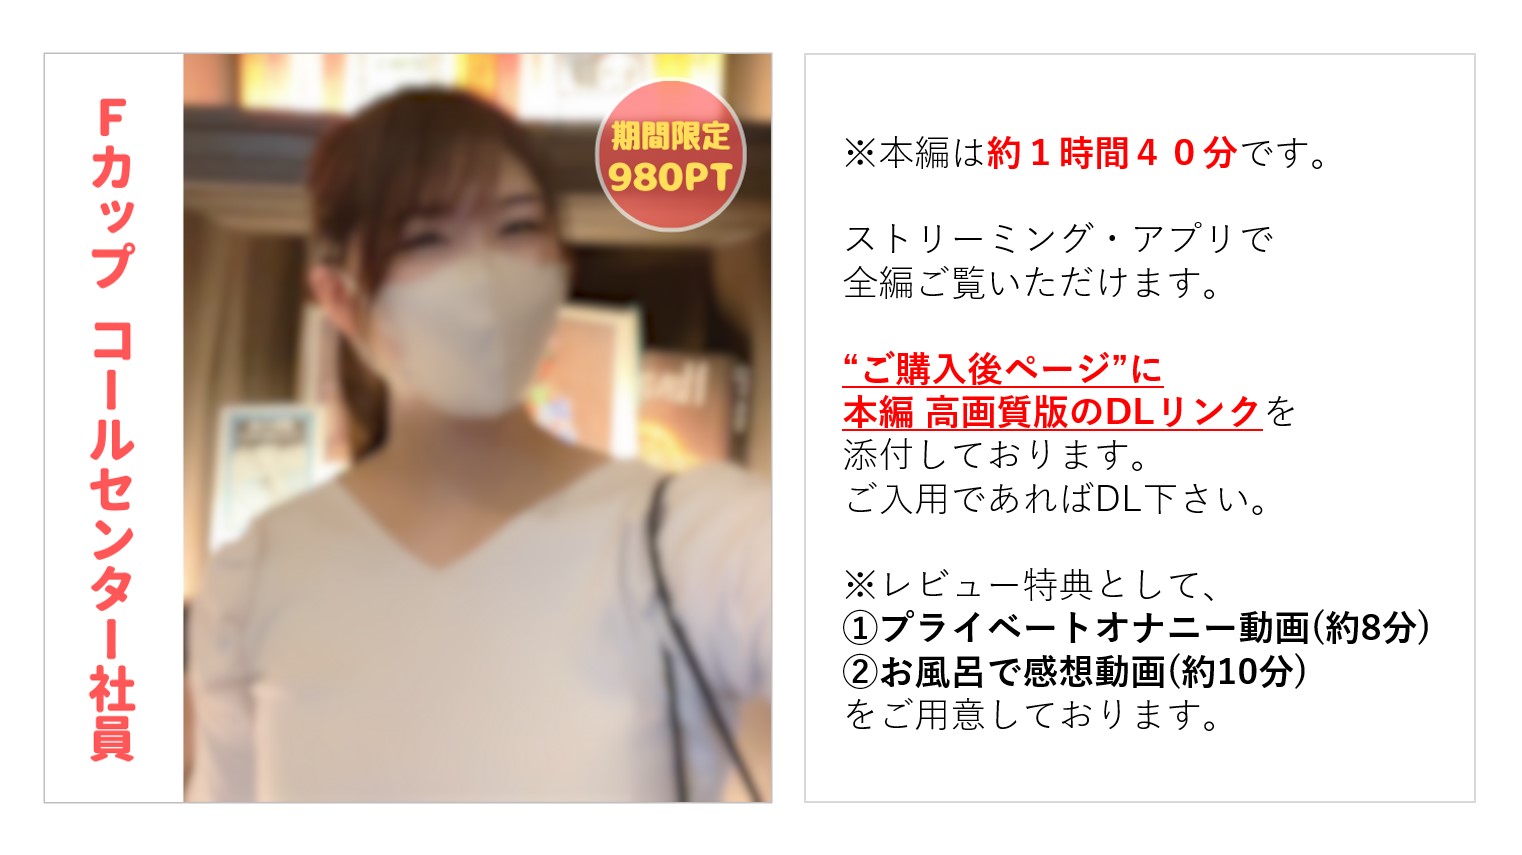 Fカップ コールセンター社員
期間限定
980PT
※本編は約１時間４０分です。
ストリーミング・アプリで
全編ご覧いただけます。
“ご購入後ページ”に
本編 高画質版のDLリンクを
添付しております。
ご入用であればDL下さい。
※レビュー特典として、
①プライベートオナニー動画(約8分)
②お風呂で感想動画(約10分)
をご用意しております。